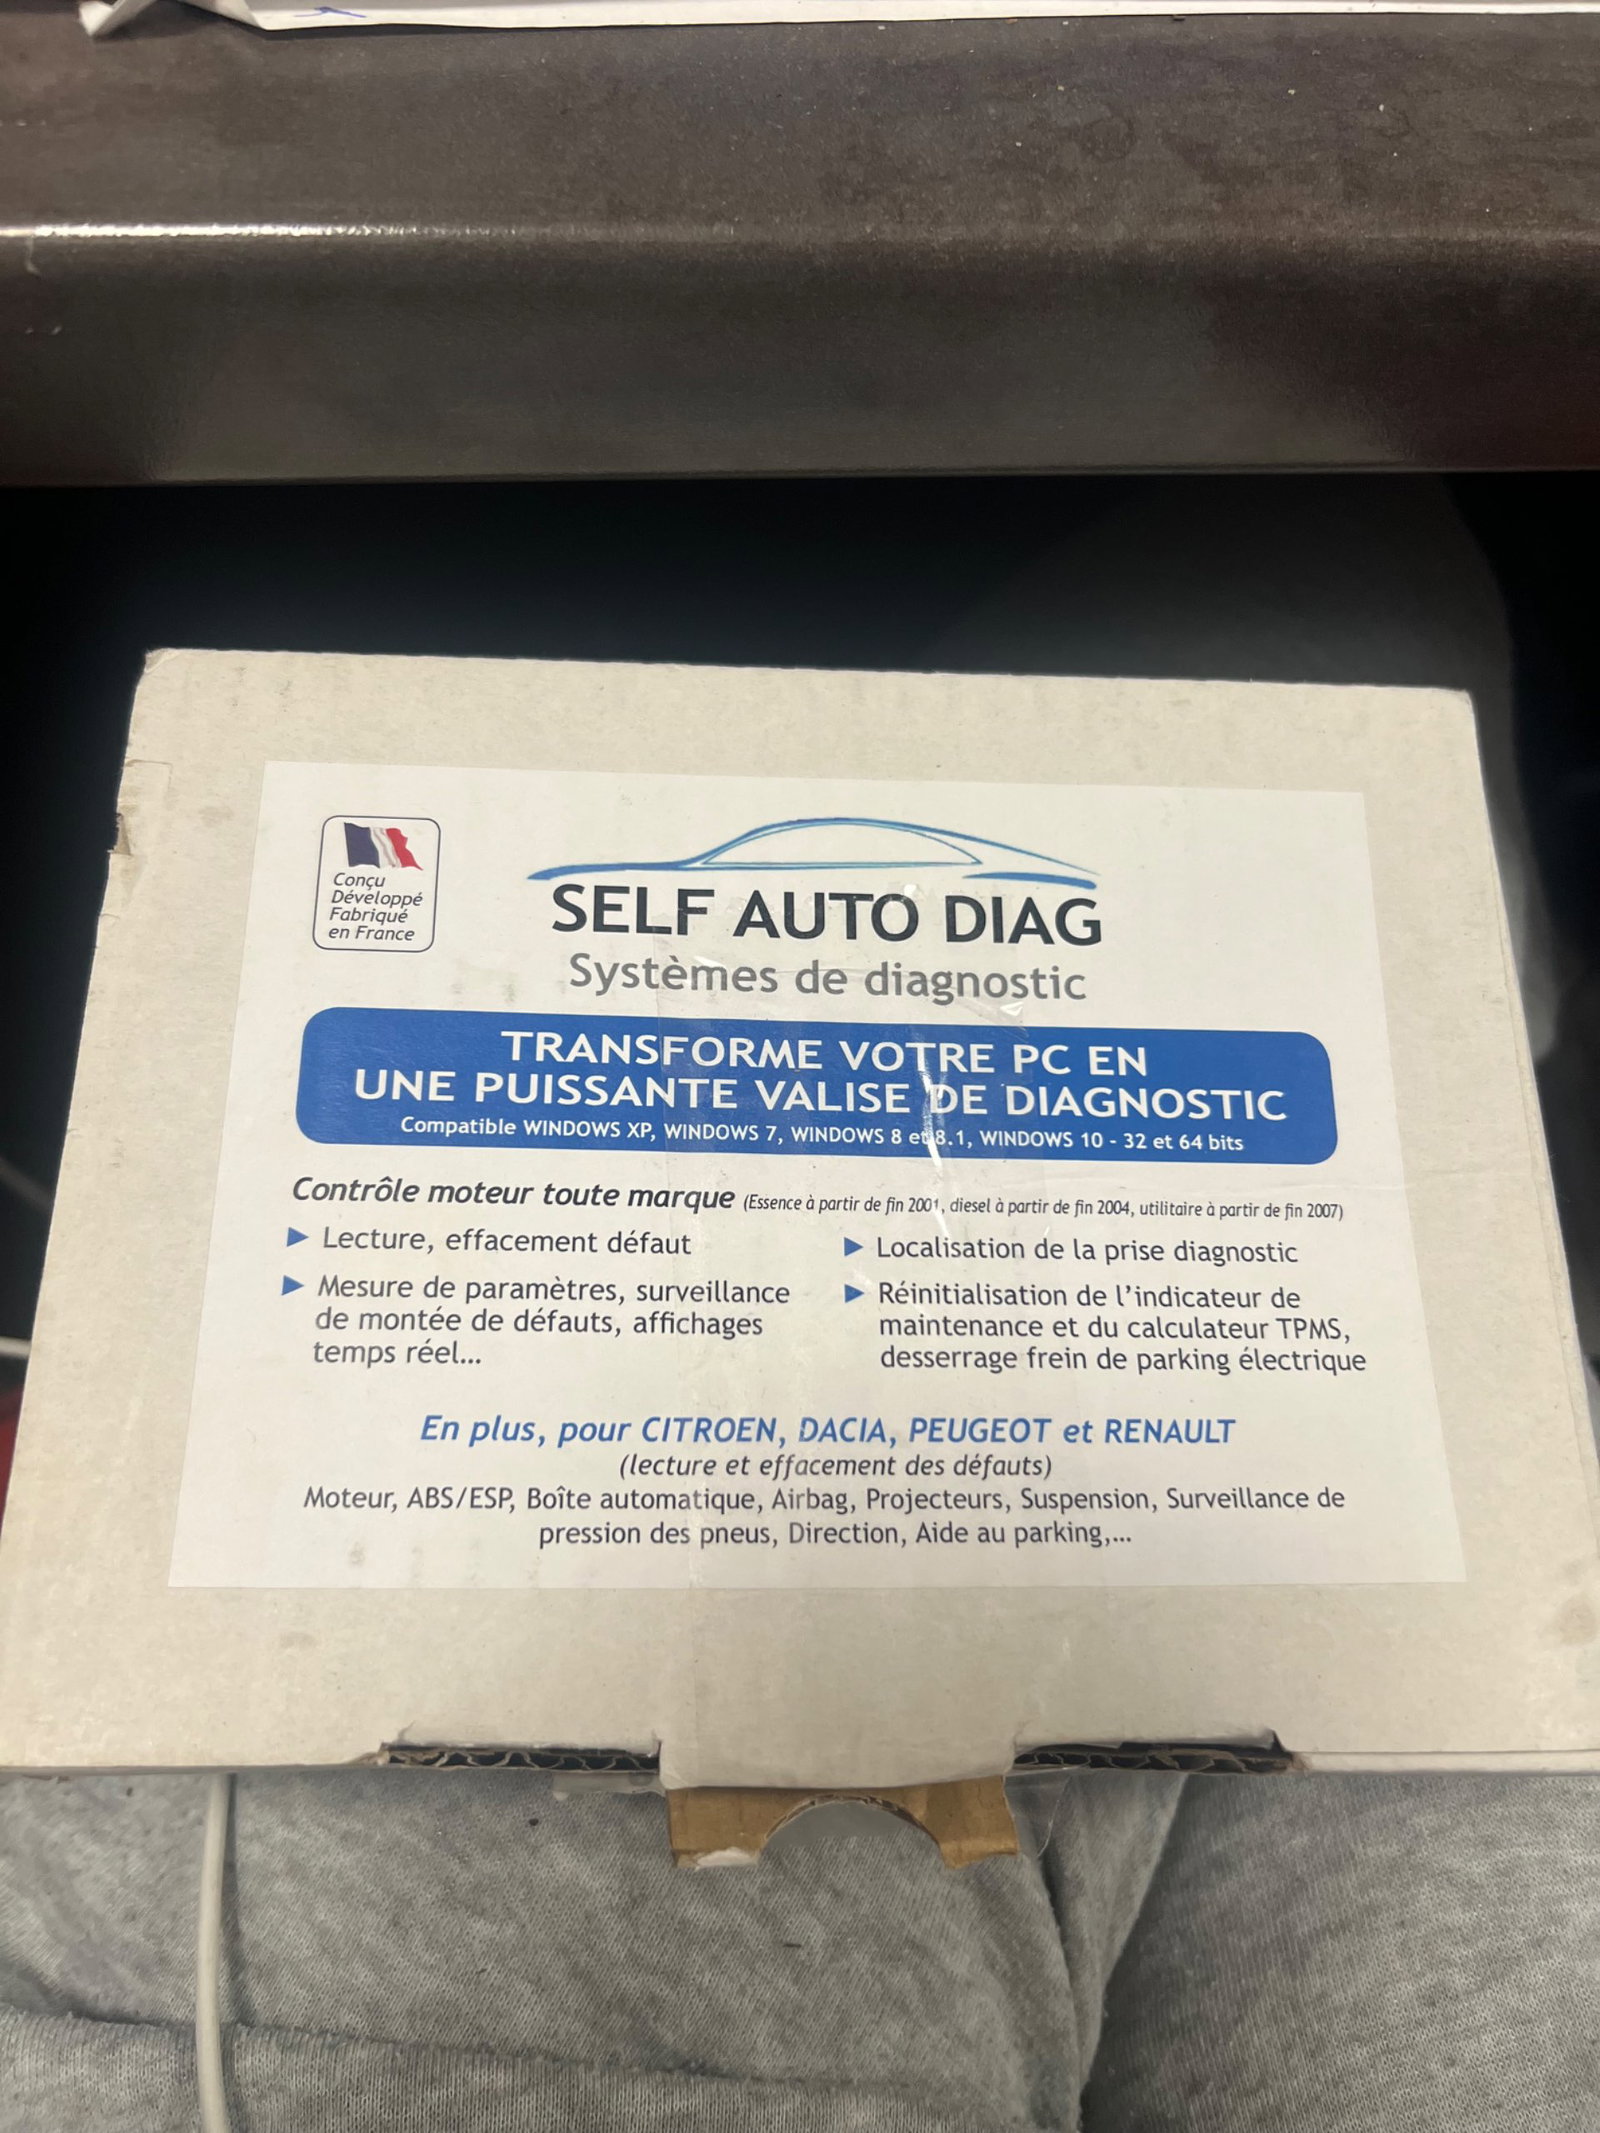 Conçu
Développé
Fabriqué
en France
SELF AUTO DIAG
Systèmes de diagnostic
TRANSFORME VOTRE PC EN
UNE PUISSANTE VALISE DE DIAGNOSTIC
Compatible WINDOWS XP, WINDOWS 7, WINDOWS 8 et 8.1, WINDOWS 10 - 32 et 64 bits
Contrôle moteur toute marque (Essence à partir de fin 2001, diesel à partir de fin 2004, utilitaire à partir de fin 2007)
► Lecture, effacement défaut
► Mesure de paramètres, surveillance
de montée de défauts, affichages
temps réel...
► Localisation de la prise diagnostic
► Réinitialisation de l'indicateur de
maintenance et du calculateur TPMS,
desserrage frein de parking électrique
En plus, pour CITROEN, DACIA, PEUGEOT et RENAULT
(lecture et effacement des défauts)
Moteur, ABS/ESP, Boîte automatique, Airbag, Projecteurs, Suspension, Surveillance de
pression des pneus, Direction, Aide au parking,...